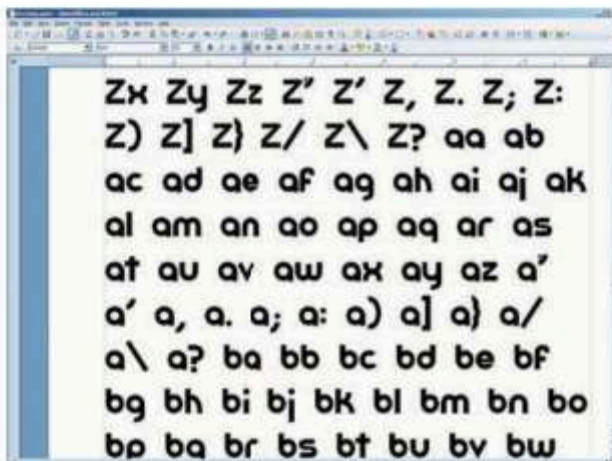 Zx Zy Zz Z’ Z’ Z, Z. Z; Z:
Z) Z] Z} Z/ Z\ Z? aa ab
ac ad ae af ag ah ai aj ak
al am an ao ap aq ar as
at au av aw ax ay az a’
a’ a, a. a; a: a) a] a} a/
a\ a? ba bb bc bd be bf
bg bh bi bj bk bl bm bn bo
bp bq br bs bt bu bv bw